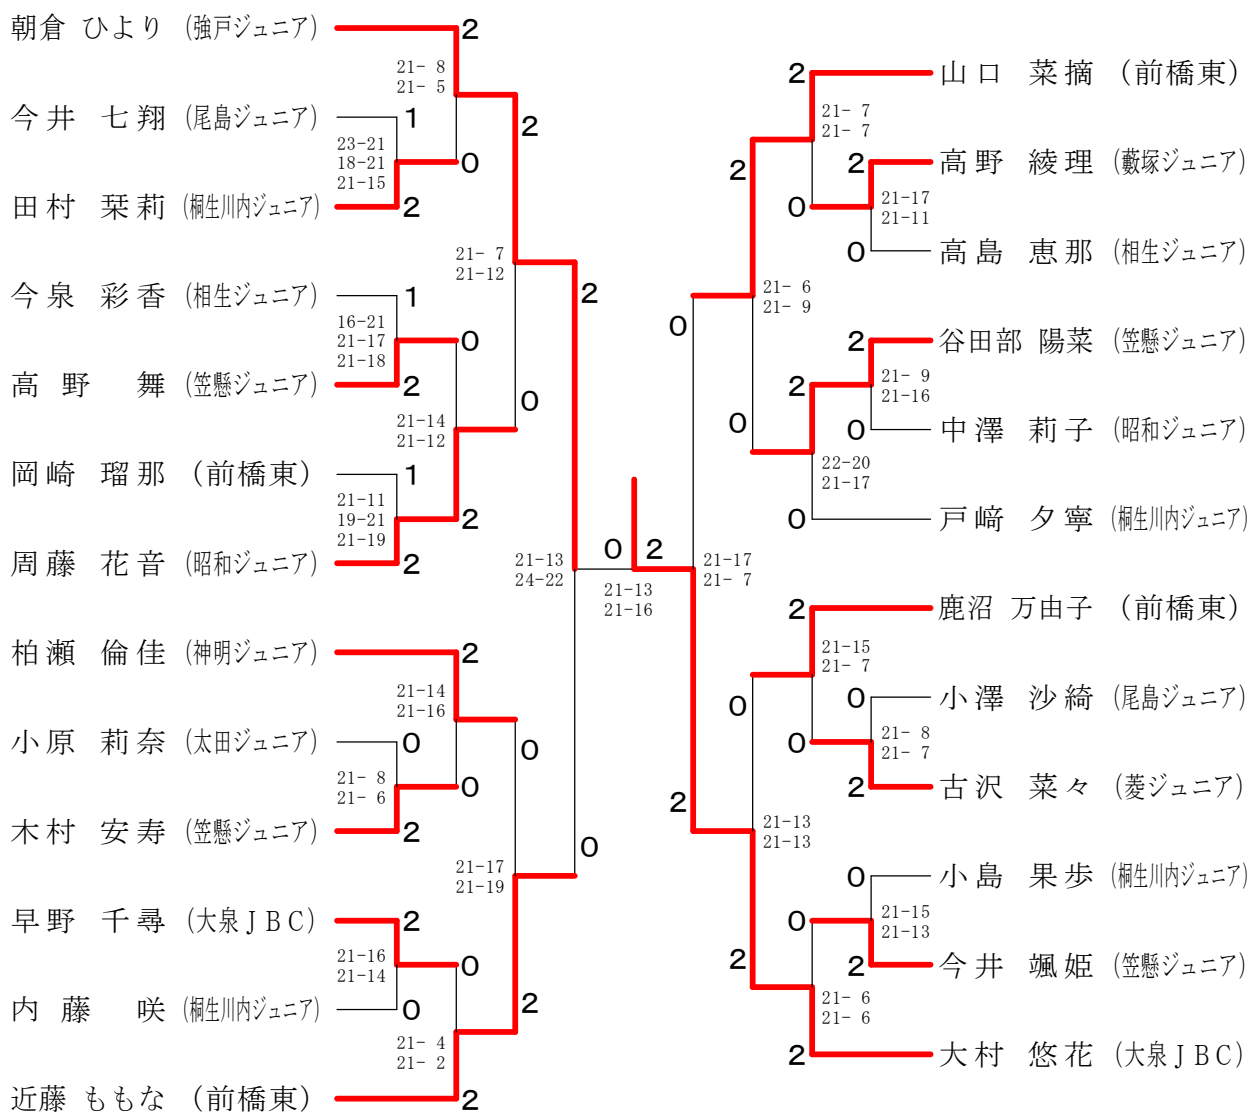 朝倉 ひより (強戸ジュニア) 2
21- 8
21- 5
今井 七翔 (尾島ジュニア) 1
2
23-21
18-21
21-15
0
田村 栞莉 (桐生川内ジュニア) 2
21- 7
21-12
今泉 彩香 (相生ジュニア) 1
2
16-21
21-17
21-18
0
高野 舞 (笠懸ジュニア) 2
0
21-14
21-12
岡崎 瑠那 (前橋東) 1
21-11
19-21
21-19
2
周藤 花音 (昭和ジュニア) 2
21-13
24-22
柏瀬 倫佳 (神明ジュニア) 2
21-14
21-16
小原 莉奈 (太田ジュニア) 0
0
21- 8
21- 6
0
木村 安寿 (笠懸ジュニア) 2
0
21-17
21-19
早野 千尋 (大泉ＪＢＣ) 2
21-16
21-14
0
内藤 咲 (桐生川内ジュニア) 0
2
21- 4
21- 2
近藤 ももな (前橋東) 2
0 2
21-13
21-16
2 山口 菜摘 (前橋東)
21- 7
21- 7
2
2 高野 綾理 (藪塚ジュニア)
0
21-17
21-11
0 高島 恵那 (相生ジュニア)
21- 6
21- 9
0
2 谷田部 陽菜 (笠懸ジュニア)
2
21- 9
21-16
0
0 中澤 莉子 (昭和ジュニア)
22-20
21-17
0 戸﨑 夕寧 (桐生川内ジュニア)
21-17
21- 7
2 鹿沼 万由子 (前橋東)
21-15
21- 7
0
0 小澤 沙綺 (尾島ジュニア)
0
21- 8
21- 7
2 古沢 菜々 (菱ジュニア)
2
21-13
21-13
0 小島 果歩 (桐生川内ジュニア)
0
21-15
21-13
2
2 今井 颯姫 (笠懸ジュニア)
21- 6
21- 6
2 大村 悠花 (大泉ＪＢＣ)